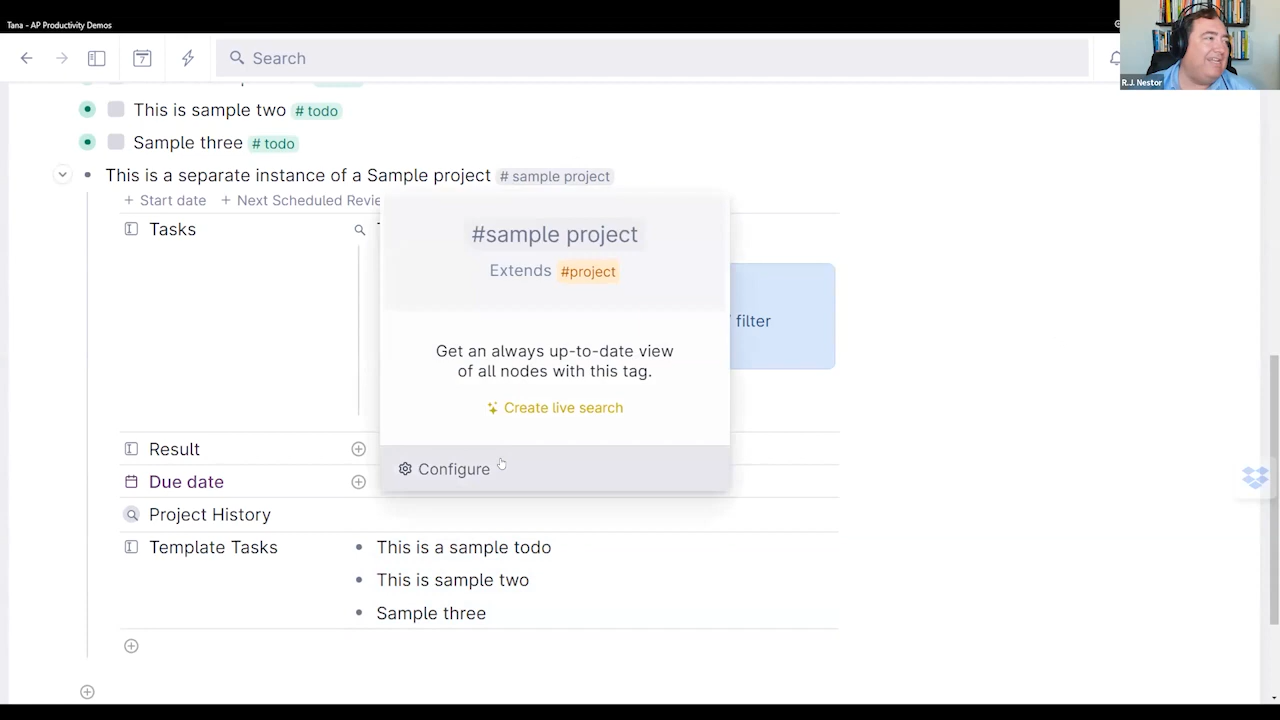 Tana - AP Productivity Demos
7
Search
R.J. Nestor
This is sample two # todo
Sample three # todo
This is a separate instance of a Sample project # sample project
+ Start date + Next Scheduled Revie
Tasks
#sample project
Extends #project
filter
Get an always up-to-date view
of all nodes with this tag.
Create live search
Result
Configure
Due date
Project History
Template Tasks
This is a sample todo
This is sample two
Sample three